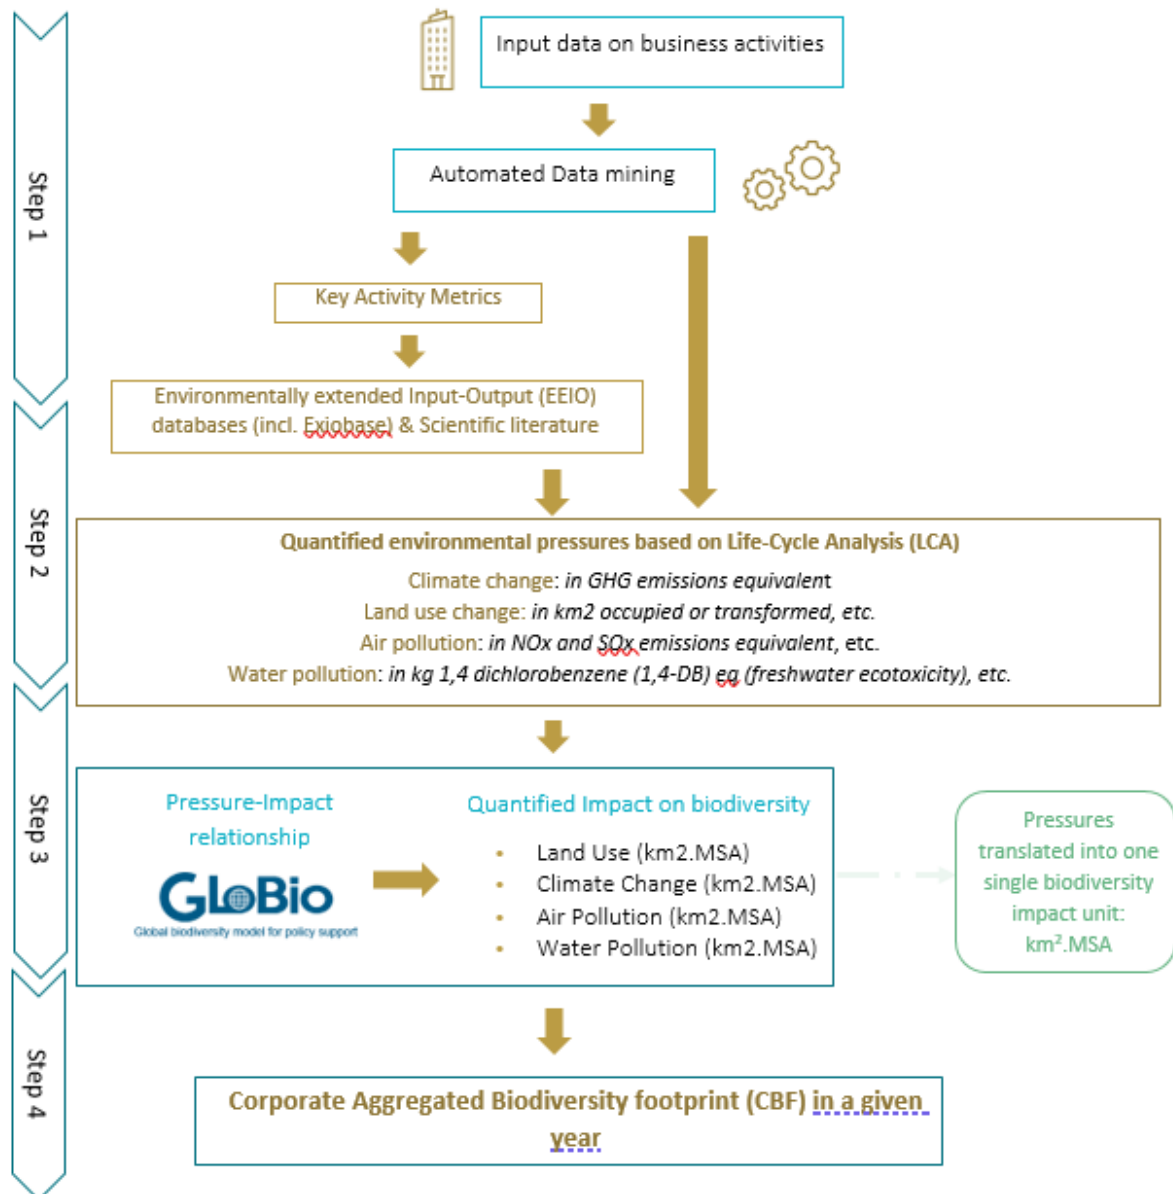 Input data on business activities
Automated Data mining
Step 1
Key Activity Metrics
Environmentally extended Input-Output (EEIO)
databases (incl. Exiobase) & Scientific literature
Step 2
Quantified environmental pressures based on Life-Cycle Analysis (LCA)
Climate change: in GHG emissions equivalent
Land use change: in km2 occupied or transformed, etc.
Air pollution: in NOx and SOx emissions equivalent, etc.
Water pollution: in kg 1,4 dichlorobenzene (1,4-DB) eq (freshwater ecotoxicity), etc.
Step 3
Pressure-Impact
relationship
GLOBIO
Global biodiversity model for policy support
Quantified Impact on biodiversity
• Land Use (km2.MSA)
• Climate Change (km2.MSA)
• Air Pollution (km2.MSA)
• Water Pollution (km2.MSA)
Pressures
translated into one
single biodiversity
impact unit:
km².MSA
Step 4
Corporate Aggregated Biodiversity footprint (CBF) in a given
year